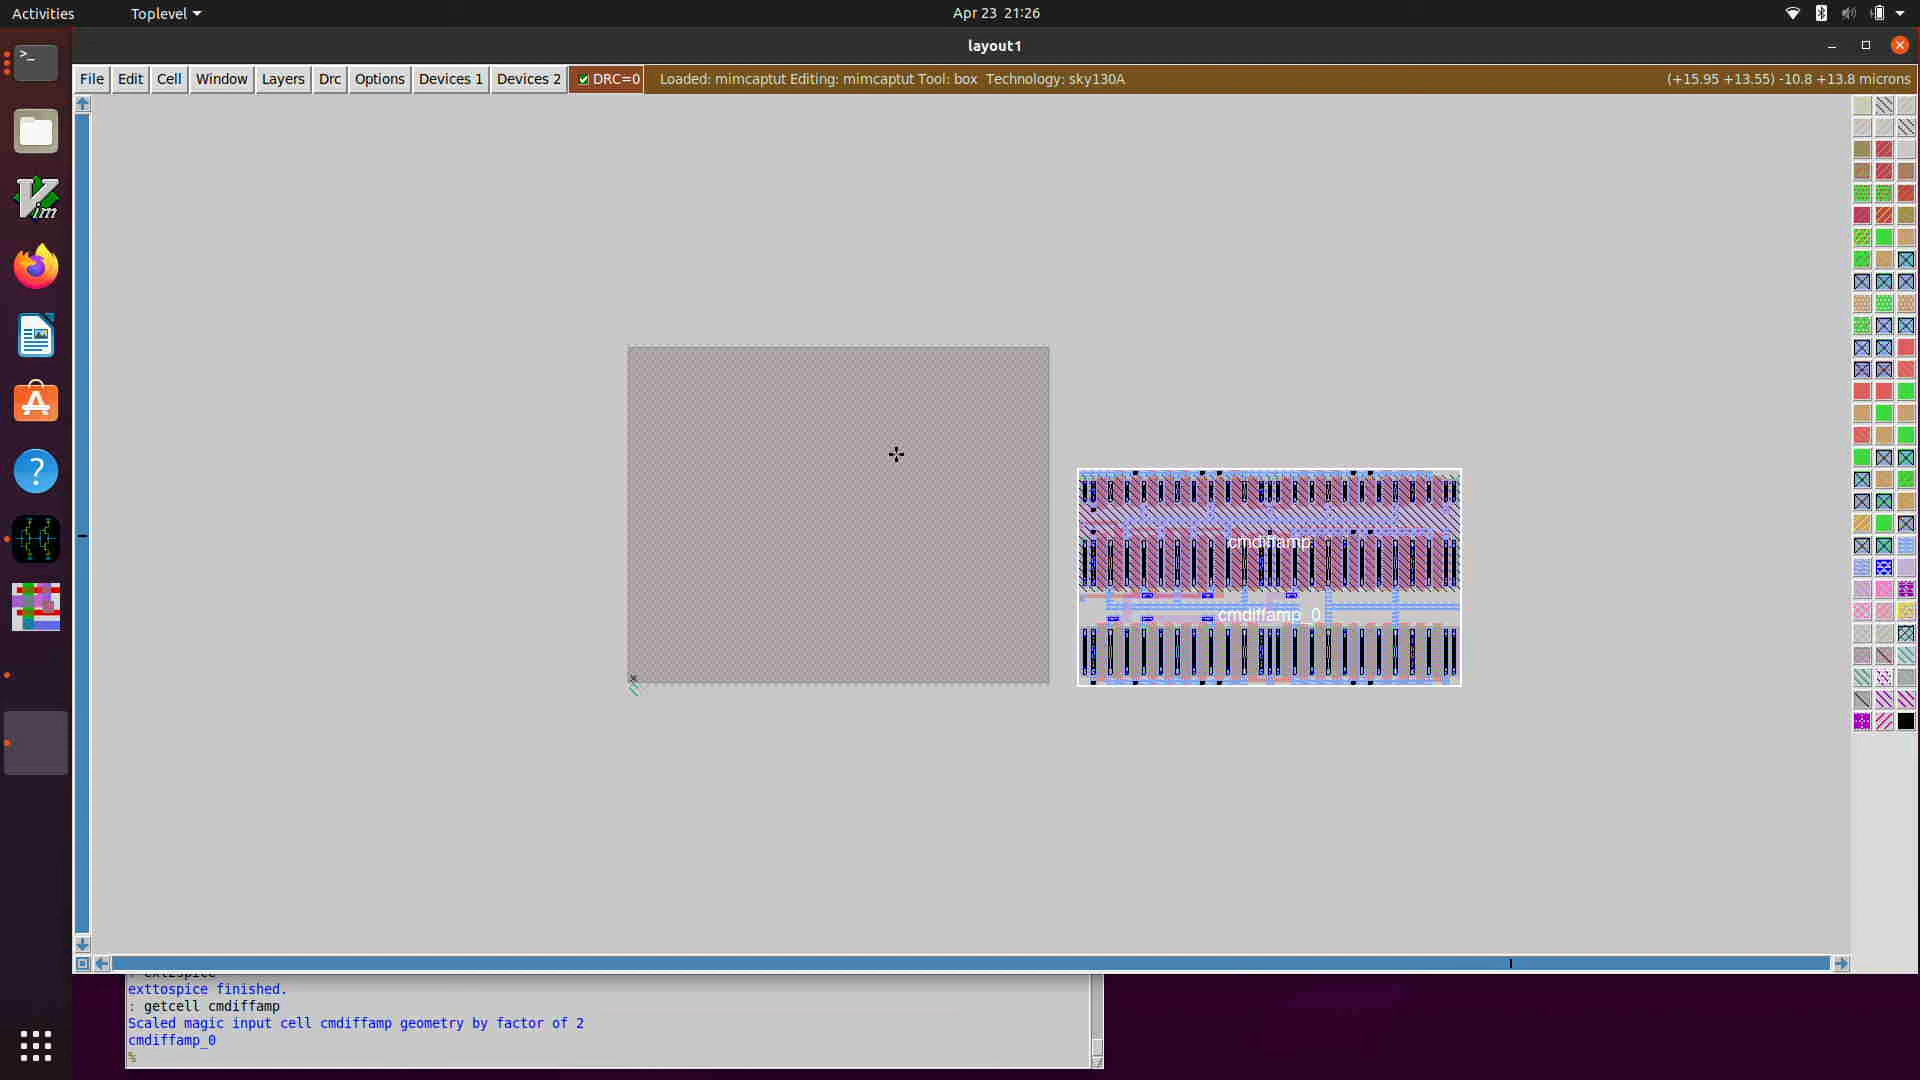 Activities
Toplevel
Apr 23 21:26
layout1
File Edit Cell Window Layers Drc Options Devices 1 Devices 2 DRC=0 Loaded: mimcaptut Editing: mimcaptut Tool: box Technology: sky130A (+15.95 +13.55) -10.8 +13.8 microns
cmdiffamp
cmdiffamp_0
: ext2spice
exttospice finished.
: getcell cmdiffamp
Scaled magic input cell cmdiffamp geometry by factor of 2
cmdiffamp_0
%